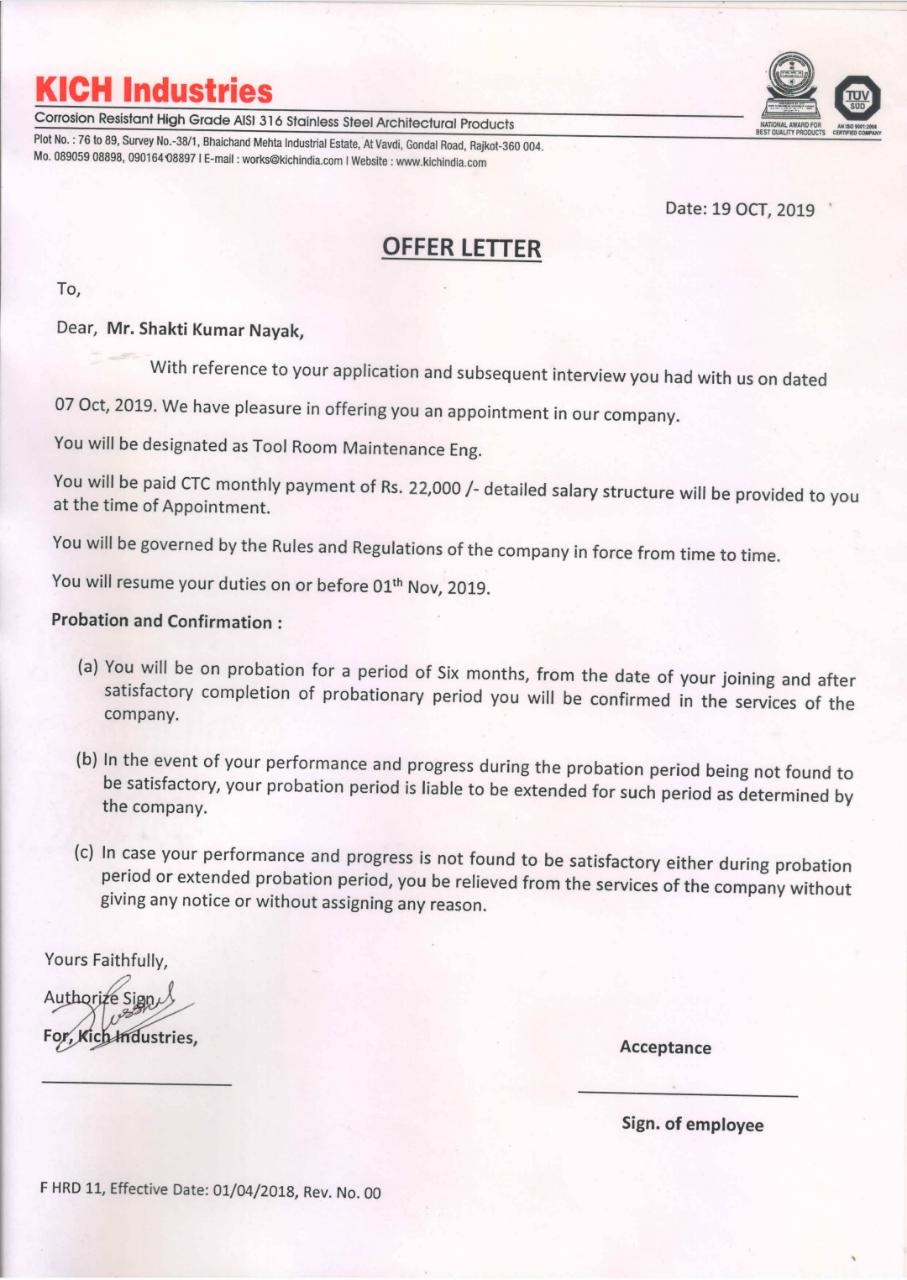 KICH Industries
Corrosion Resistant High Grade AISI 316 Stainless Steel Architectural Products
Plot No. : 76 to 89, Survey No.-38/1, Bhaichand Mehta Industrial Estate, At Vavdi, Gondal Road, Rajkot-360 004.
Mo. 089059 08898, 090164 08897 I E-mail : works@kichindia.com I Website : www.kichindia.com
NATIONAL AWARD FOR
BEST QUALITY PRODUCTS
TÜV
SÜD
AN ISO 9001:2008
CERTIFIED COMPANY
Date: 19 OCT, 2019
OFFER LETTER
To,
Dear, Mr. Shakti Kumar Nayak,
With reference to your application and subsequent interview you had with us on dated
07 Oct, 2019. We have pleasure in offering you an appointment in our company.
You will be designated as Tool Room Maintenance Eng.
You will be paid CTC monthly payment of Rs. 22,000 /- detailed salary structure will be provided to you
at the time of Appointment.
You will be governed by the Rules and Regulations of the company in force from time to time.
You will resume your duties on or before 01th Nov, 2019.
Probation and Confirmation :
(a) You will be on probation for a period of Six months, from the date of your joining and after
satisfactory completion of probationary period you will be confirmed in the services of the
company.
(b) In the event of your performance and progress during the probation period being not found to
be satisfactory, your probation period is liable to be extended for such period as determined by
the company.
(c) In case your performance and progress is not found to be satisfactory either during probation
period or extended probation period, you be relieved from the services of the company without
giving any notice or without assigning any reason.
Yours Faithfully,
Authorize Sign
For, Kich Industries,
Acceptance
Sign. of employee
F HRD 11, Effective Date: 01/04/2018, Rev. No. 00